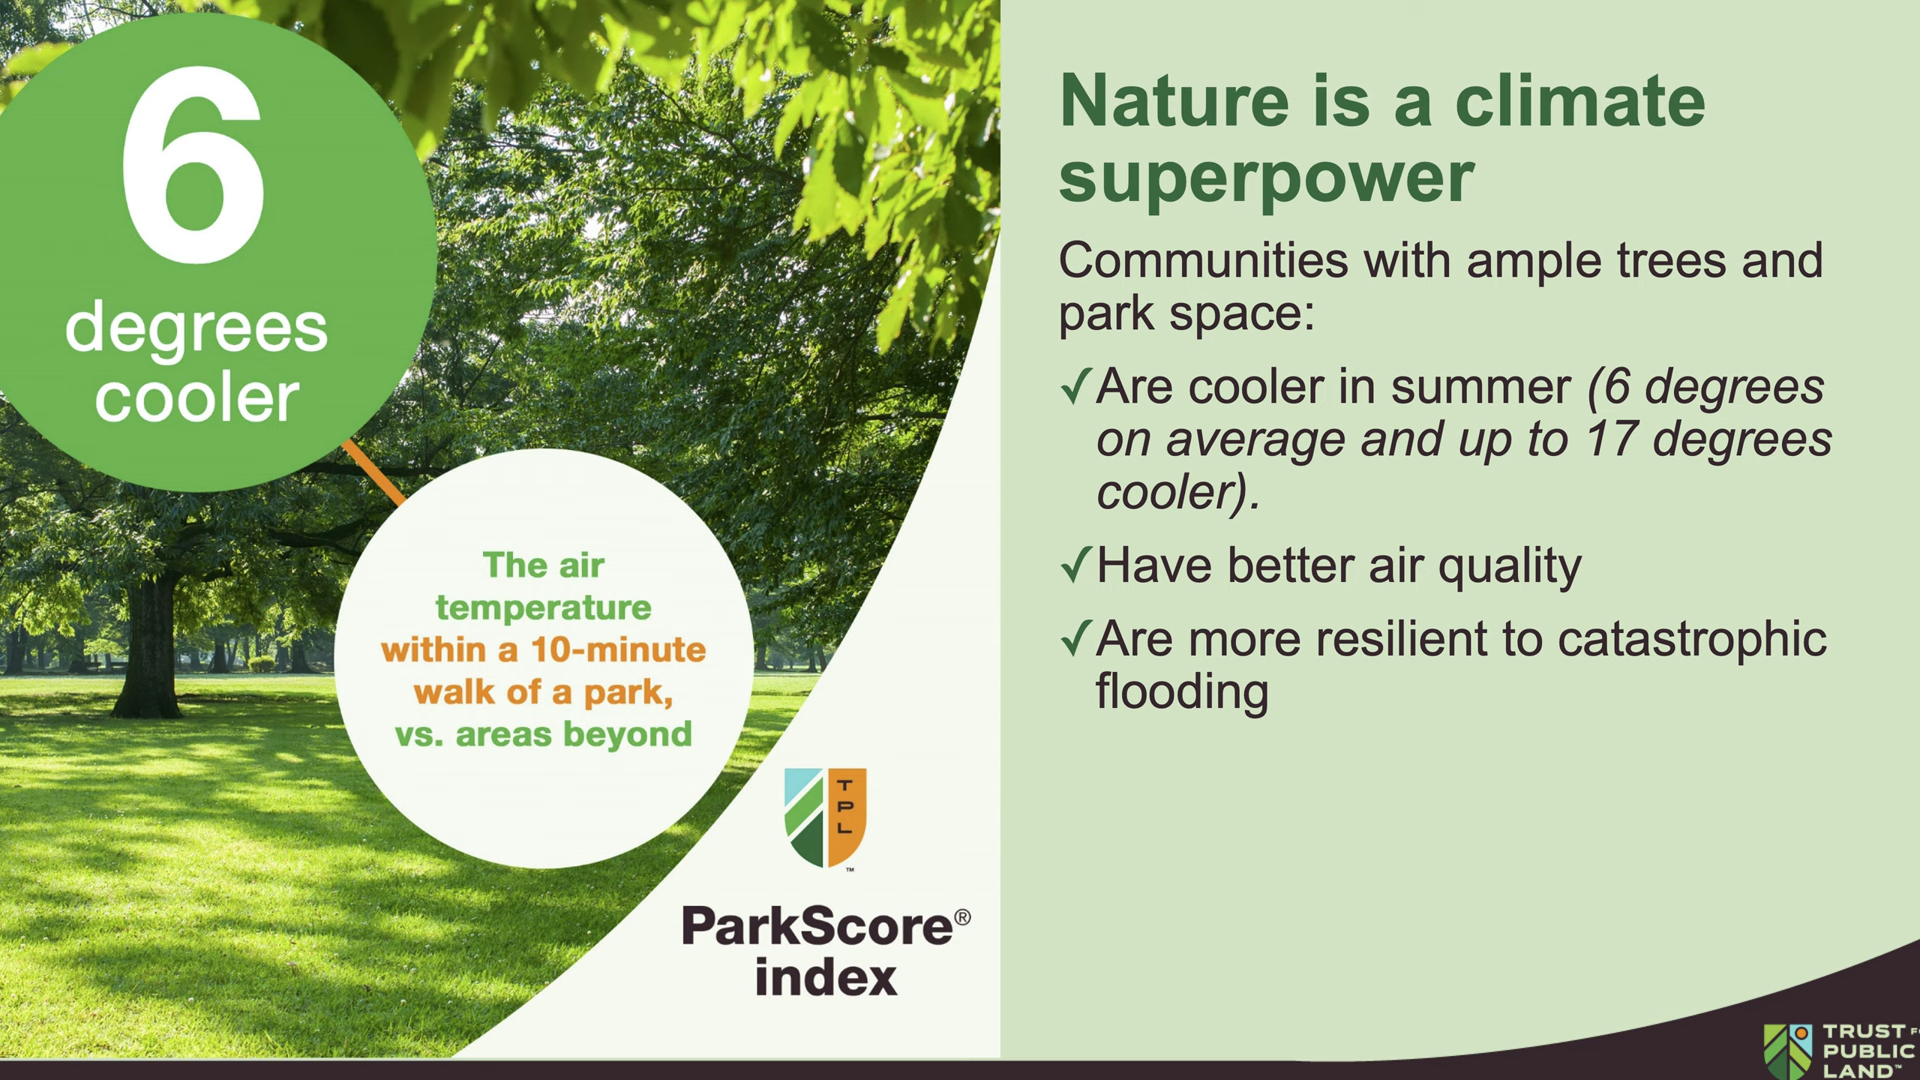 6
degrees
cooler
The air
temperature
within a 10-minute
walk of a park,
vs. areas beyond
T
P
L
™
ParkScore®
index
Nature is a climate
superpower
Communities with ample trees and
park space:
✓Are cooler in summer (6 degrees
on average and up to 17 degrees
cooler).
✓Have better air quality
✓Are more resilient to catastrophic
flooding
TRUST
PUBLIC
LAND™